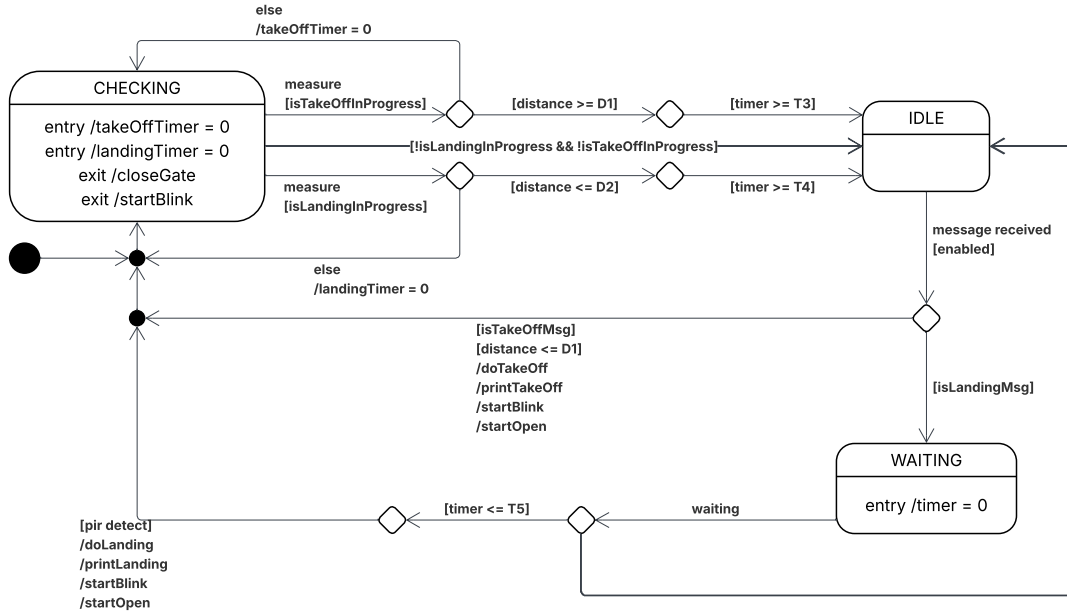 else
/takeOffTimer = 0
CHECKING
entry /takeOffTimer = 0
entry /landingTimer = 0
exit /closeGate
exit /startBlink
measure
[isTakeOffInProgress]
[distance >= D1]
[timer >= T3]
IDLE
[!isLandingInProgress && !isTakeOffInProgress]
measure
[isLandingInProgress]
[distance <= D2]
[timer >= T4]
message received
[enabled]
else
/landingTimer = 0
[isTakeOffMsg]
[distance <= D1]
/doTakeOff
/printTakeOff
/startBlink
/startOpen
[isLandingMsg]
WAITING
entry /timer = 0
waiting
[timer <= T5]
[pir detect]
/doLanding
/printLanding
/startBlink
/startOpen